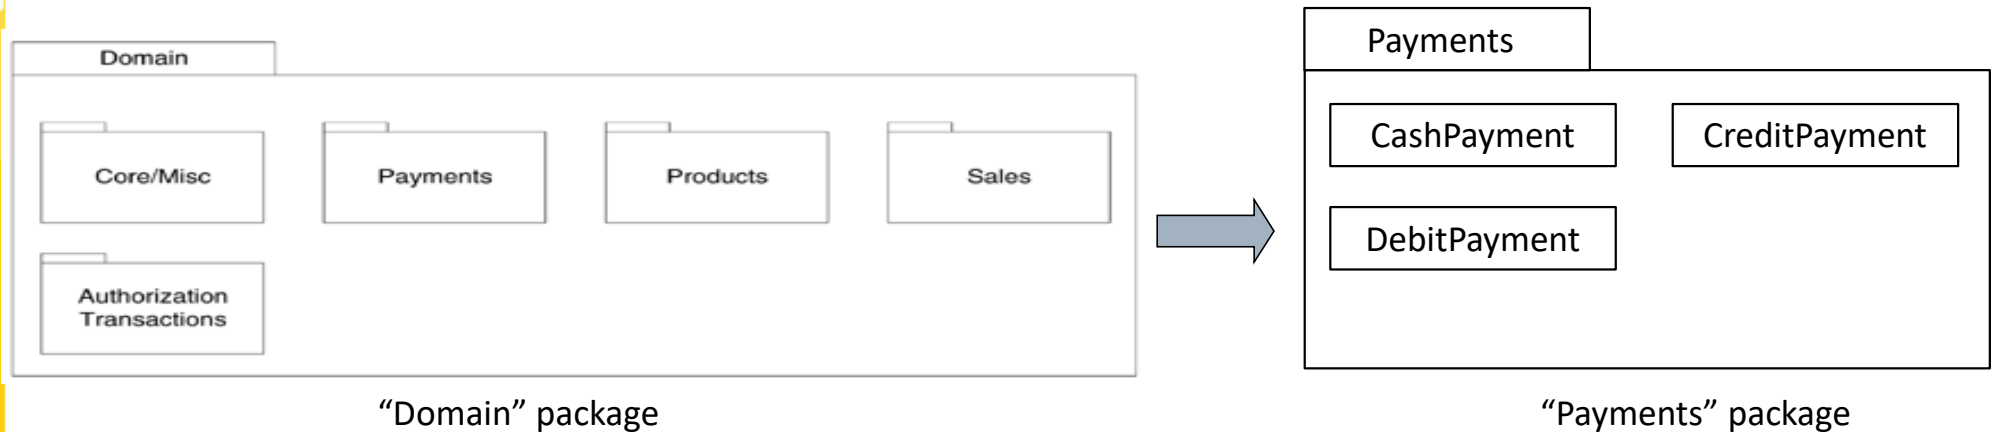 Domain
Core/Misc
Payments
Products
Sales
Authorization
Transactions
“Domain” package
Payments
CashPayment
CreditPayment
DebitPayment
“Payments” package